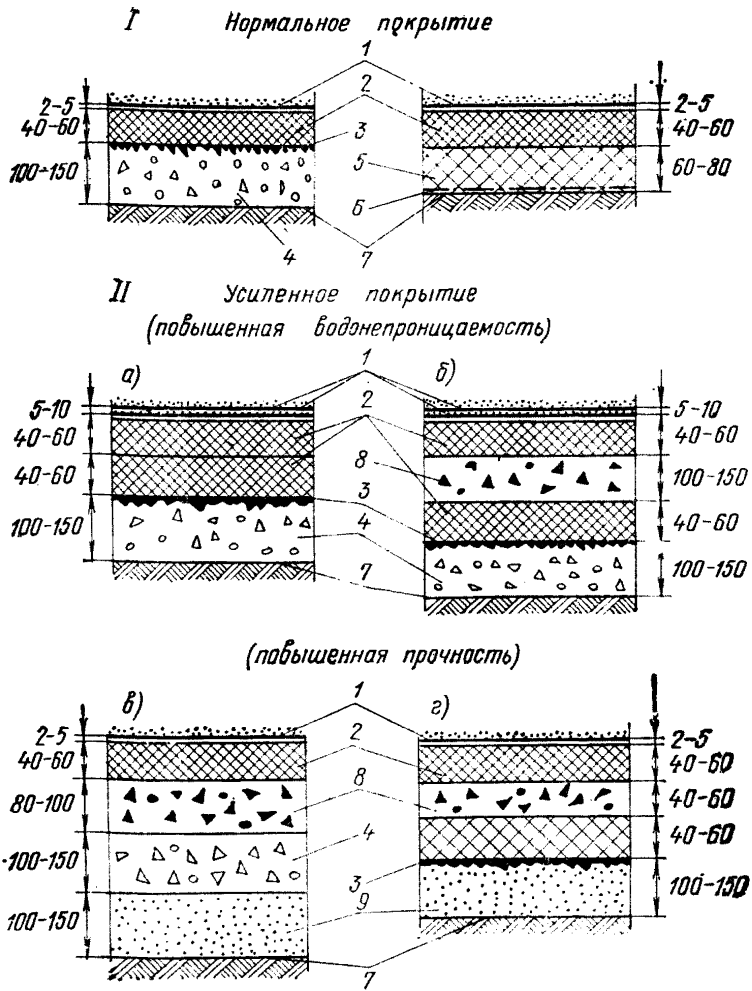 I Нормальное покрытие
1
2-5 2 2-5
40-60 3 40-60
100-150 5 60-80
6
4 7
II Усиленное покрытие
(повышенная водонепроницаемость)
а) 1 б)
5-10 2 5-10
40-60 40-60
40-60 8 100-150
3
100-150 4 40-60
7 100-150
(повышенная прочность)
в) 1 г)
2-5 2 2-5
40-60 40-60
80-100 8 40-60
100-150 4 40-60
3
100-150 9 100-150
7